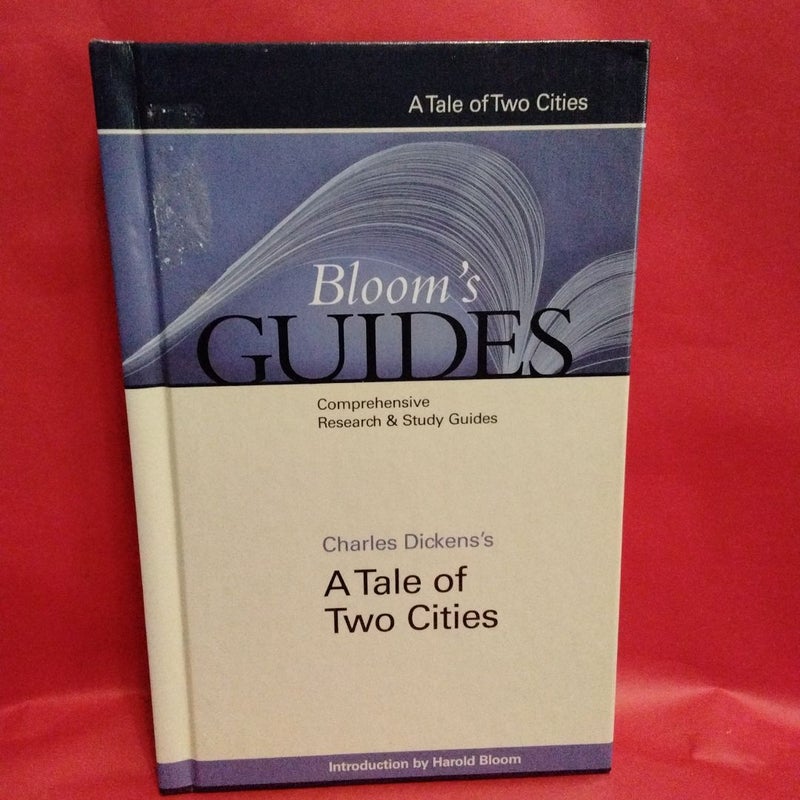 A Tale of Two Cities
Bloom's
GUIDES
Comprehensive
Research & Study Guides
Charles Dickens's
A Tale of
Two Cities
Introduction by Harold Bloom